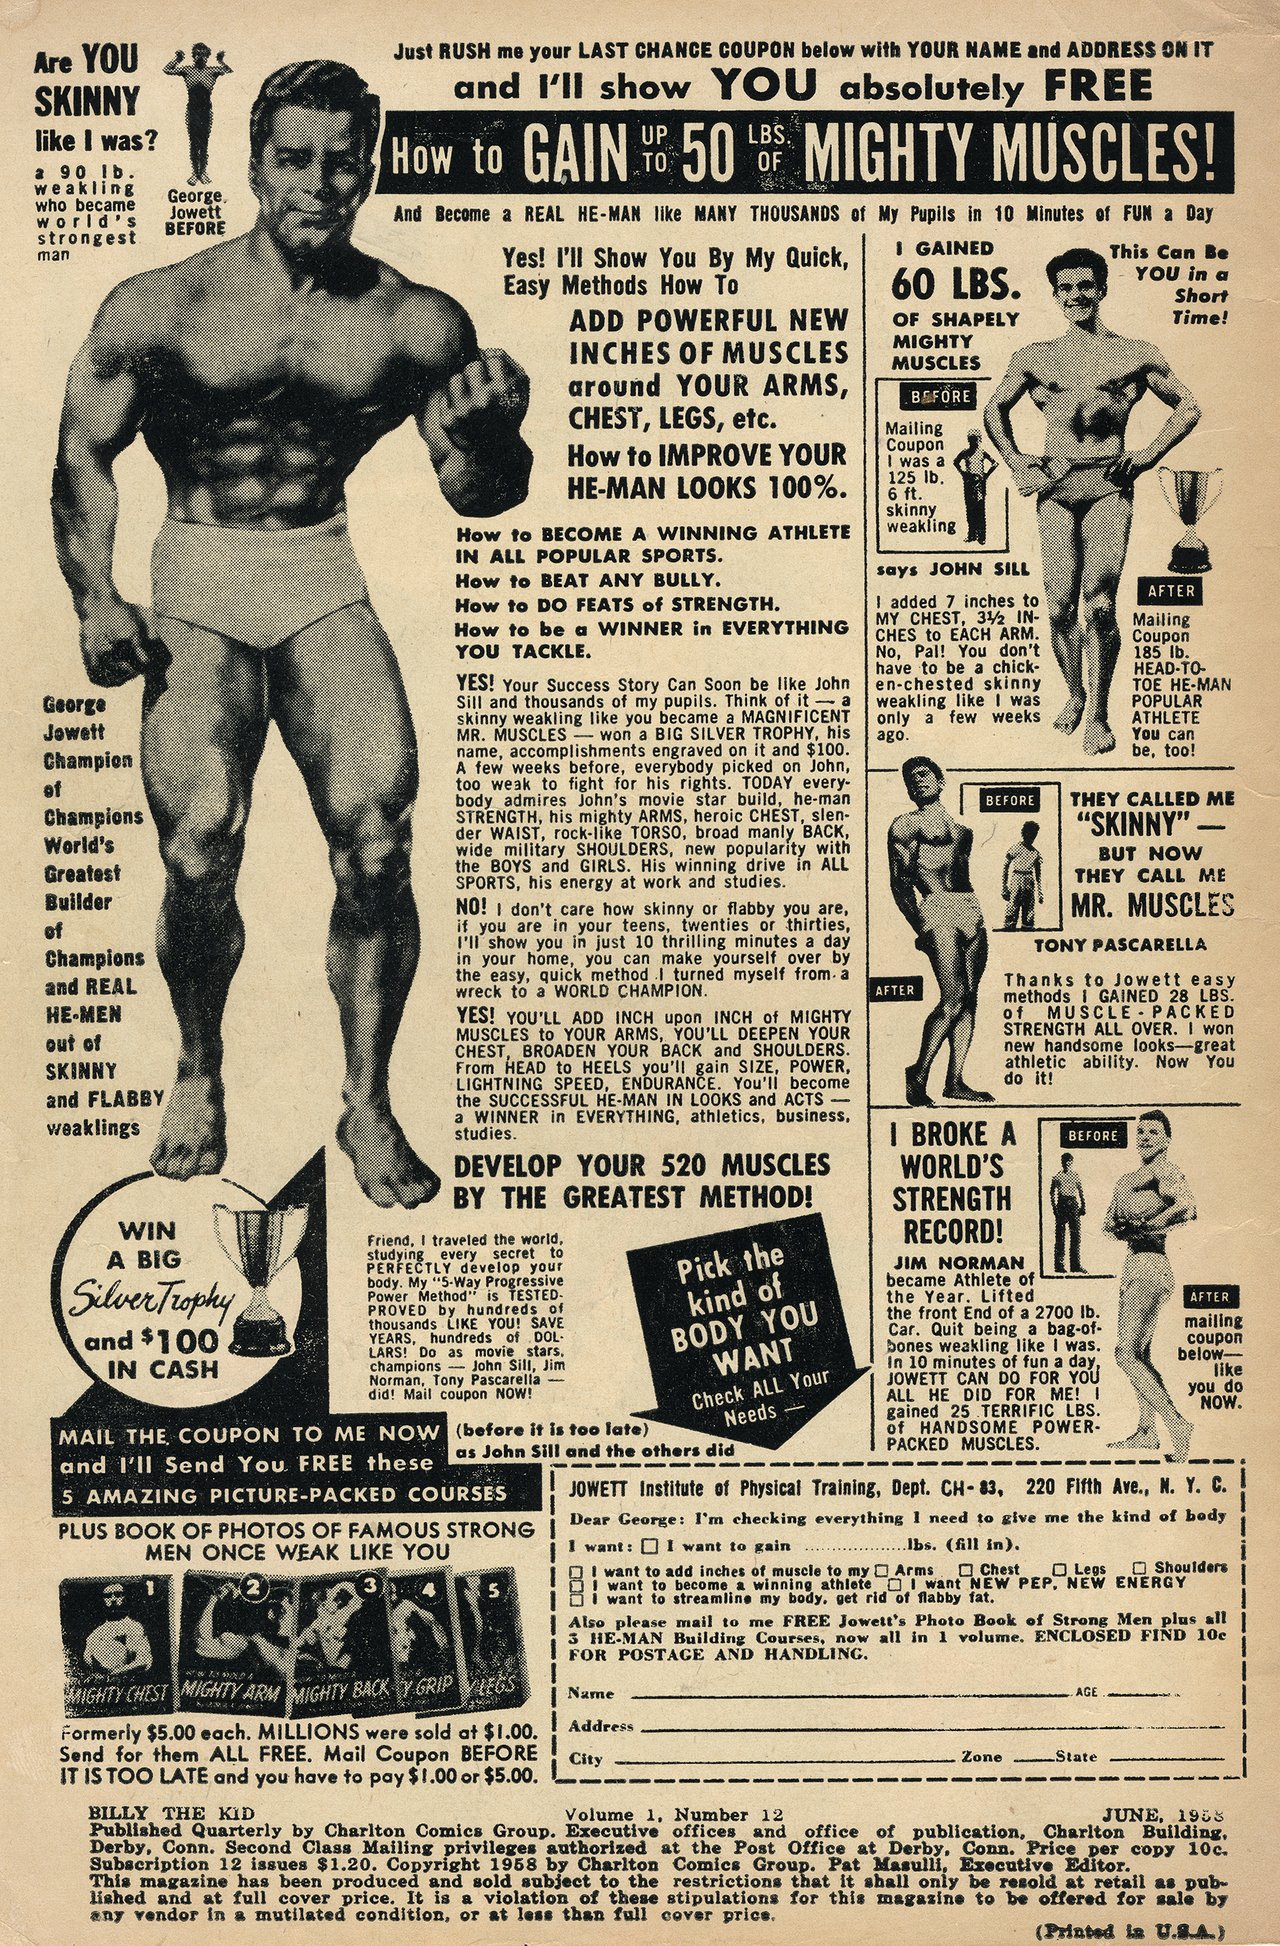 Are YOU
SKINNY
like I was?
a 90 lb.
weakling
who became
world's
strongest
man
George
Jowett
BEFORE
Just RUSH me your LAST CHANCE COUPON below with YOUR NAME and ADDRESS ON IT
and I'll show YOU absolutely FREE
How to GAIN UP TO 50 LBS. OF MIGHTY MUSCLES!
And Become a REAL HE-MAN like MANY THOUSANDS of My Pupils in 10 Minutes of FUN a Day
Yes! I'll Show You By My Quick,
Easy Methods How To
ADD POWERFUL NEW
INCHES OF MUSCLES
around YOUR ARMS,
CHEST, LEGS, etc.
How to IMPROVE YOUR
HE-MAN LOOKS 100%.
How to BECOME A WINNING ATHLETE
IN ALL POPULAR SPORTS.
How to BEAT ANY BULLY.
How to DO FEATS of STRENGTH.
How to be a WINNER in EVERYTHING
YOU TACKLE.
YES! Your Success Story Can Soon be like John
Sill and thousands of my pupils. Think of it — a
skinny weakling like you became a MAGNIFICENT
MR. MUSCLES — won a BIG SILVER TROPHY, his
name, accomplishments engraved on it and $100.
A few weeks before, everybody picked on John,
too weak to fight for his rights. TODAY every-
body admires John's movie star build, he-man
STRENGTH, his mighty ARMS, heroic CHEST, slen-
der WAIST, rock-like TORSO, broad manly BACK,
wide military SHOULDERS, new popularity with
the BOYS and GIRLS. His winning drive in ALL
SPORTS, his energy at work and studies.
NO! I don't care how skinny or flabby you are,
if you are in your teens, twenties or thirties,
I'll show you in just 10 thrilling minutes a day
in your home, you can make yourself over by
the easy, quick method I turned myself from a
wreck to a WORLD CHAMPION.
YES! YOU'LL ADD INCH upon INCH of MIGHTY
MUSCLES to YOUR ARMS, YOU'LL DEEPEN YOUR
CHEST, BROADEN YOUR BACK and SHOULDERS.
From HEAD to HEELS you'll gain SIZE, POWER,
LIGHTNING SPEED, ENDURANCE. You'll become
the SUCCESSFUL HE-MAN IN LOOKS and ACTS —
a WINNER in EVERYTHING, athletics, business,
studies.
DEVELOP YOUR 520 MUSCLES
BY THE GREATEST METHOD!
George
Jowett
Champion
of
Champions
World's
Greatest
Builder
of
Champions
and REAL
HE-MEN
out of
SKINNY
and FLABBY
weaklings
I GAINED
60 LBS.
OF SHAPELY
MIGHTY
MUSCLES
This Can Be
YOU in a
Short
Time!
BEFORE
Mailing
Coupon
I was a
125 lb.
6 ft.
skinny
weakling
says JOHN SILL
I added 7 inches to
MY CHEST, 3½ IN-
CHES to EACH ARM.
No, Pal! You don't
have to be a chick-
en-chested skinny
weakling like I was
only a few weeks
ago.
AFTER
Mailing
Coupon
185 lb.
HEAD-TO-
TOE HE-MAN
POPULAR
ATHLETE
You can
be, too!
BEFORE
THEY CALLED ME
"SKINNY" —
BUT NOW
THEY CALL ME
MR. MUSCLES
TONY PASCARELLA
AFTER
Thanks to Jowett easy
methods I GAINED 28 LBS.
of MUSCLE-PACKED
STRENGTH ALL OVER. I won
new handsome looks—great
athletic ability. Now You
do it!
I BROKE A
WORLD'S
STRENGTH
RECORD!
BEFORE
JIM NORMAN
became Athlete of
the Year. Lifted
the front End of a 2700 lb.
Car. Quit being a bag-of-
bones weakling like I was.
In 10 minutes of fun a day,
JOWETT CAN DO FOR YOU
ALL HE DID FOR ME! I
gained 25 TERRIFIC LBS.
of HANDSOME POWER-
PACKED MUSCLES.
AFTER
mailing
coupon
below—
like
you do
NOW.
WIN
A BIG
Silver Trophy
and $100
IN CASH
Friend, I traveled the world,
studying every secret to
PERFECTLY develop your
body. My "5-Way Progressive
Power Method" is TESTED-
PROVED by hundreds of
thousands LIKE YOU! SAVE
YEARS, hundreds of DOL-
LARS! Do as movie stars,
champions — John Sill, Jim
Norman, Tony Pascarella —
did! Mail coupon NOW!
Pick the
kind of
BODY YOU
WANT
Check ALL Your
Needs —
MAIL THE COUPON TO ME NOW
(before it is too late)
as John Sill and the others did
and I'll Send You FREE these
5 AMAZING PICTURE-PACKED COURSES
PLUS BOOK OF PHOTOS OF FAMOUS STRONG
MEN ONCE WEAK LIKE YOU
1 2 3 4 5
MIGHTY CHEST
MIGHTY ARM
MIGHTY BACK
Y GRIP
LEGS
Formerly $5.00 each. MILLIONS were sold at $1.00.
Send for them ALL FREE. Mail Coupon BEFORE
IT IS TOO LATE and you have to pay $1.00 or $5.00.
JOWETT Institute of Physical Training, Dept. CH-83, 220 Fifth Ave., N. Y. C.
Dear George: I'm checking everything I need to give me the kind of body
I want: □ I want to gain ..................lbs. (fill in).
□ I want to add inches of muscle to my □ Arms □ Chest □ Legs □ Shoulders
□ I want to become a winning athlete □ I want NEW PEP, NEW ENERGY
□ I want to streamline my body, get rid of flabby fat.
Also please mail to me FREE Jowett's Photo Book of Strong Men plus all
5 HE-MAN Building Courses, now all in 1 volume. ENCLOSED FIND 10c
FOR POSTAGE AND HANDLING.
Name AGE
Address
City Zone State
BILLY THE KID Volume 1, Number 12 JUNE, 1958
Published Quarterly by Charlton Comics Group. Executive offices and office of publication, Charlton Building,
Derby, Conn. Second Class Mailing privileges authorized at the Post Office at Derby, Conn. Price per copy 10c.
Subscription 12 issues $1.20. Copyright 1958 by Charlton Comics Group. Pat Masulli, Executive Editor.
This magazine has been produced and sold subject to the restrictions that it shall only be resold at retail as pub-
lished and at full cover price. It is a violation of these stipulations for this magazine to be offered for sale by
any vendor in a mutilated condition, or at less than full cover price.
(Printed in U.S.A.)